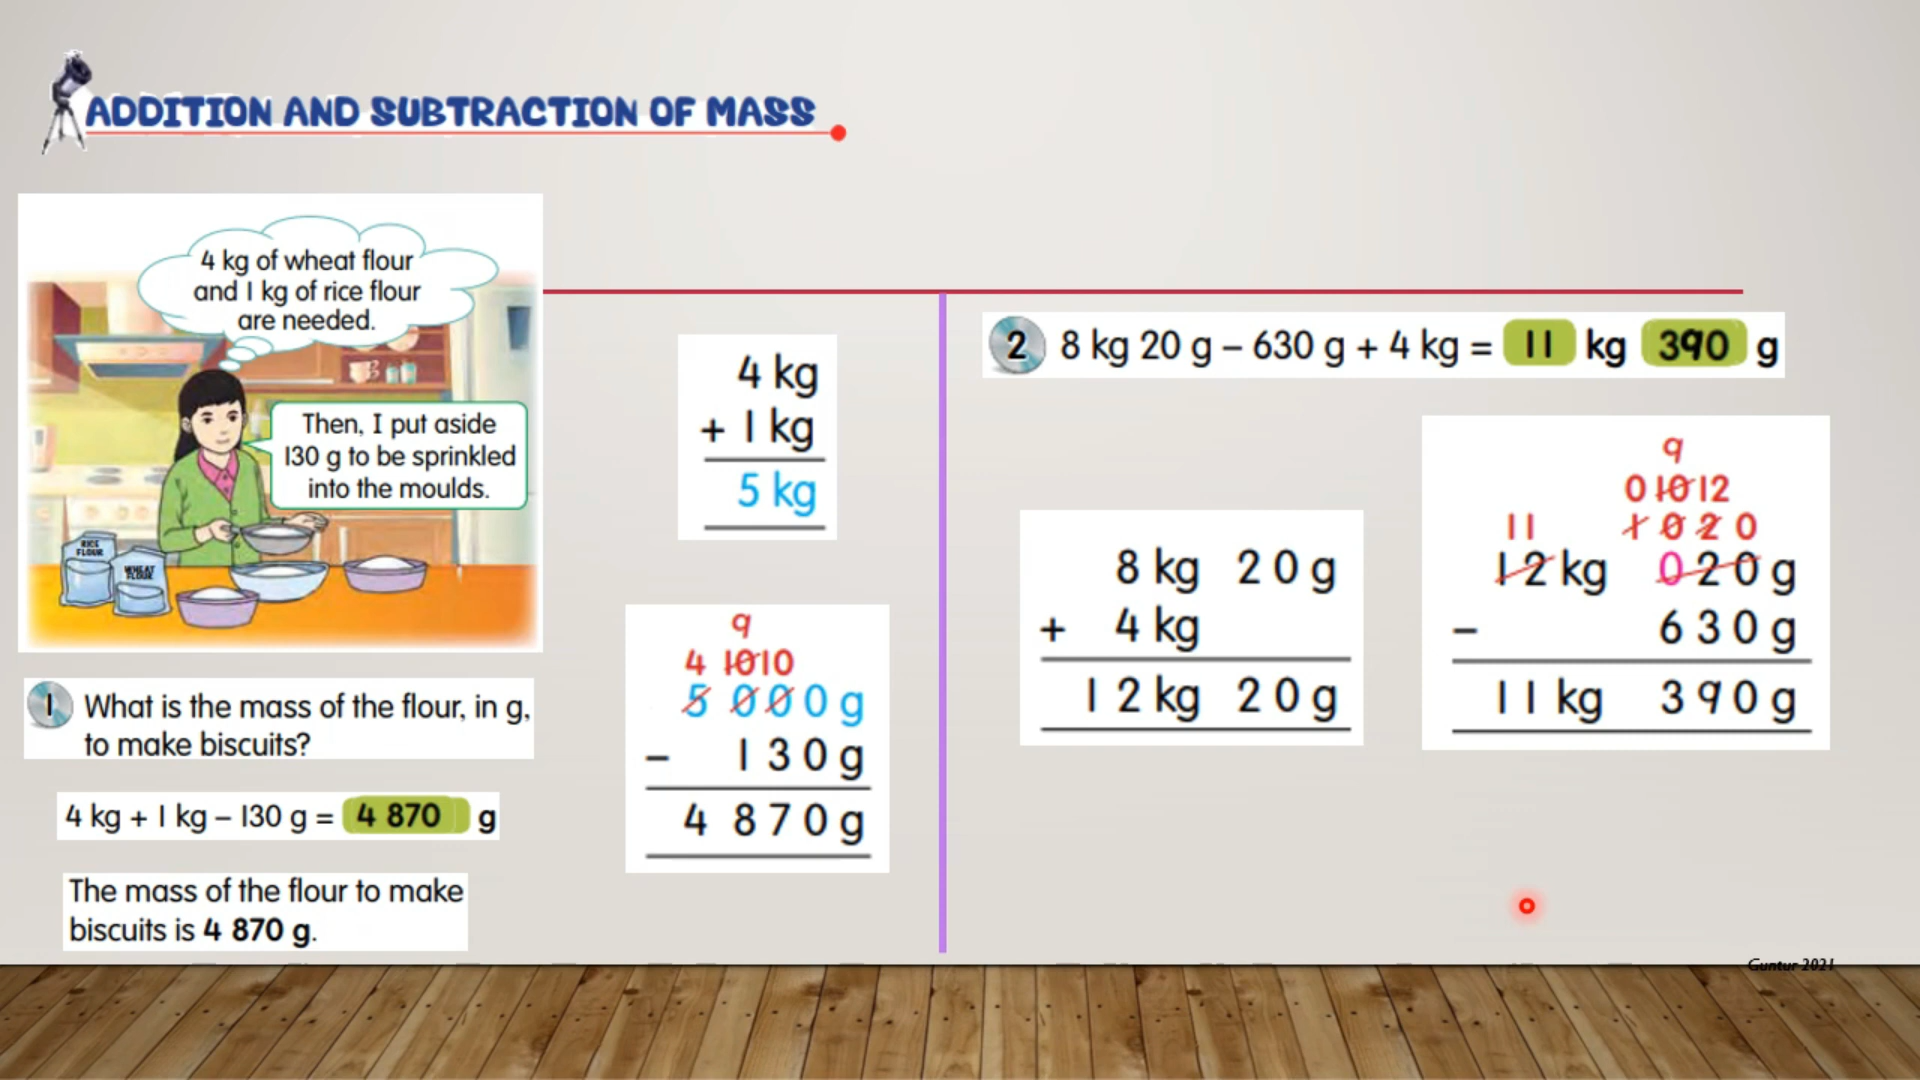 ADDITION AND SUBTRACTION OF MASS
4 kg of wheat flour
and 1 kg of rice flour
are needed.
Then, I put aside
130 g to be sprinkled
into the moulds.
RICE
FLOUR
WHEAT
FLOUR
1 What is the mass of the flour, in g,
to make biscuits?
4 kg + 1 kg – 130 g = 4 870 g
The mass of the flour to make
biscuits is 4 870 g.
4 kg
+ 1 kg
5 kg
9
4 10 10
5 0 0 0 g
– 1 3 0 g
4 8 7 0 g
2 8 kg 20 g – 630 g + 4 kg = 11 kg 390 g
8 kg 2 0 g
+ 4 kg
1 2 kg 2 0 g
9
0 10 12
11 1 0 2 0
1 2 kg 0 2 0 g
– 6 3 0 g
1 1 kg 3 9 0 g
Guntur 2021